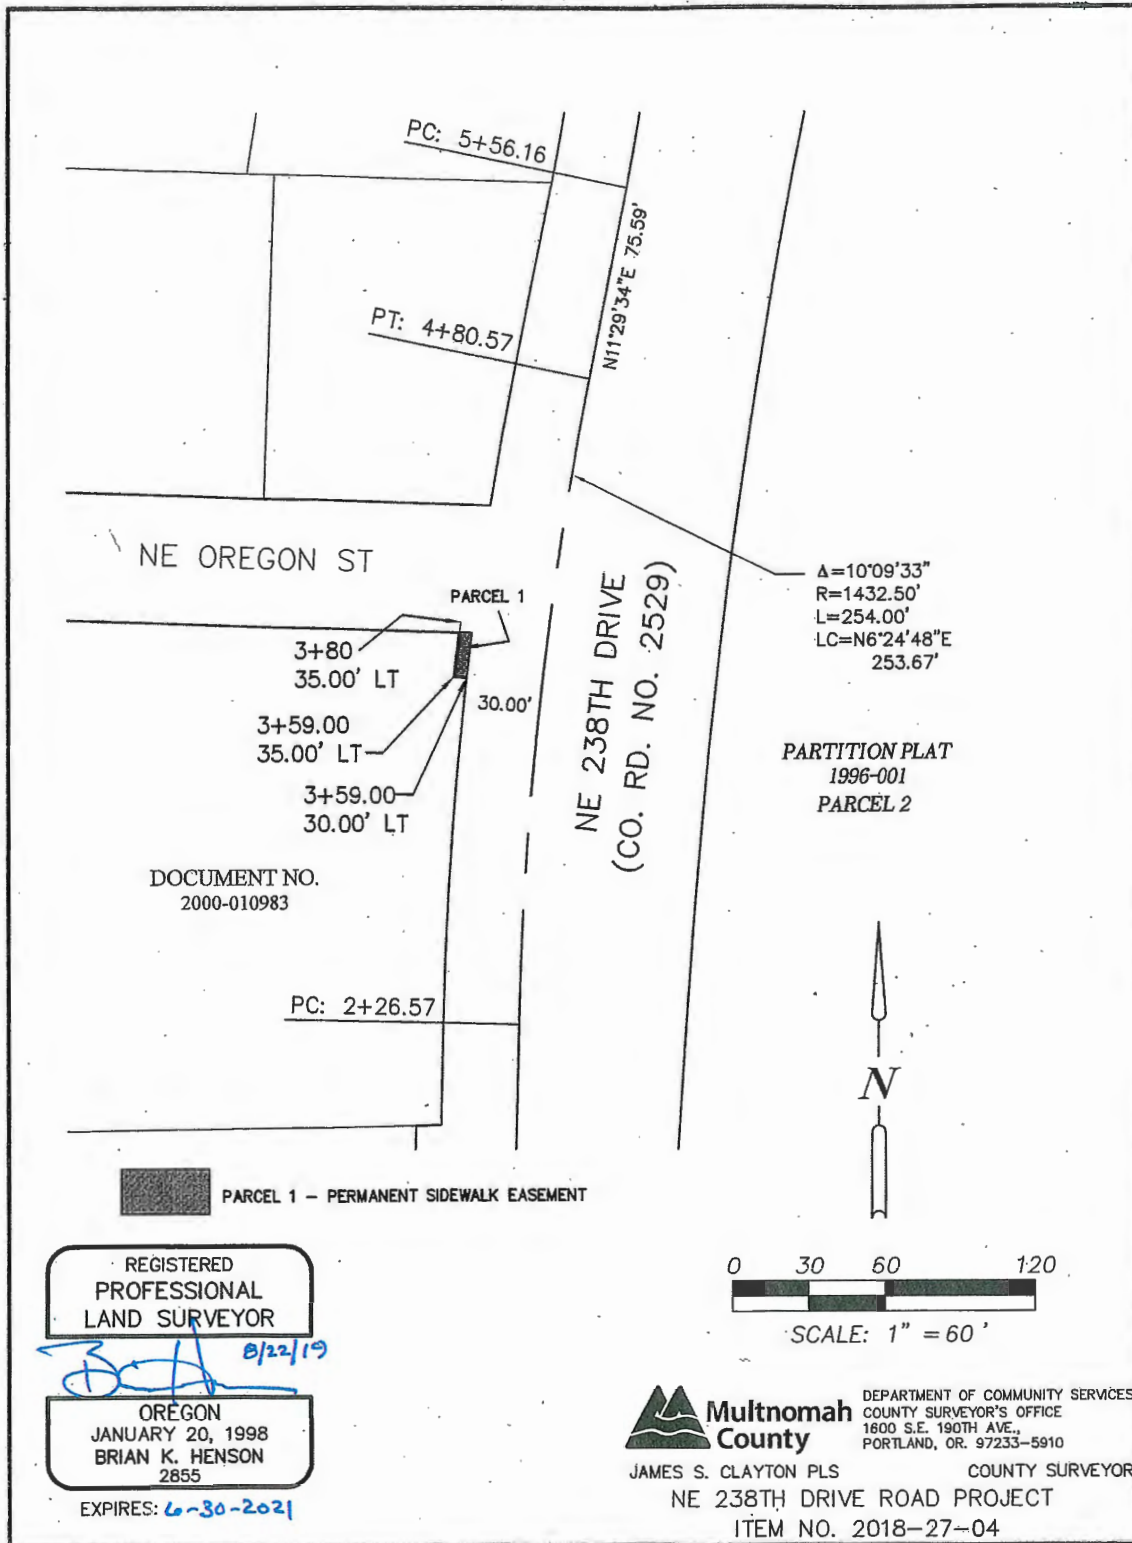 PC: 5+56.16
N11°29'34"E 75.59'
PT: 4+80.57
NE OREGON ST
PARCEL 1
Δ=10°09'33"
R=1432.50'
L=254.00'
LC=N6°24'48"E
253.67'
3+80
35.00' LT
30.00'
3+59.00
35.00' LT
3+59.00
30.00' LT
NE 238TH DRIVE
(CO. RD. NO. 2529)
PARTITION PLAT
1996-001
PARCEL 2
DOCUMENT NO.
2000-010983
PC: 2+26.57
N
PARCEL 1 – PERMANENT SIDEWALK EASEMENT
REGISTERED
PROFESSIONAL
LAND SURVEYOR
8/22/19
OREGON
JANUARY 20, 1998
BRIAN K. HENSON
2855
EXPIRES: 6-30-2021
0 30 60 120
SCALE: 1" = 60'
Multnomah
County
DEPARTMENT OF COMMUNITY SERVICES
COUNTY SURVEYOR'S OFFICE
1600 S.E. 190TH AVE.,
PORTLAND, OR. 97233-5910
JAMES S. CLAYTON PLS COUNTY SURVEYOR
NE 238TH DRIVE ROAD PROJECT
ITEM NO. 2018-27-04